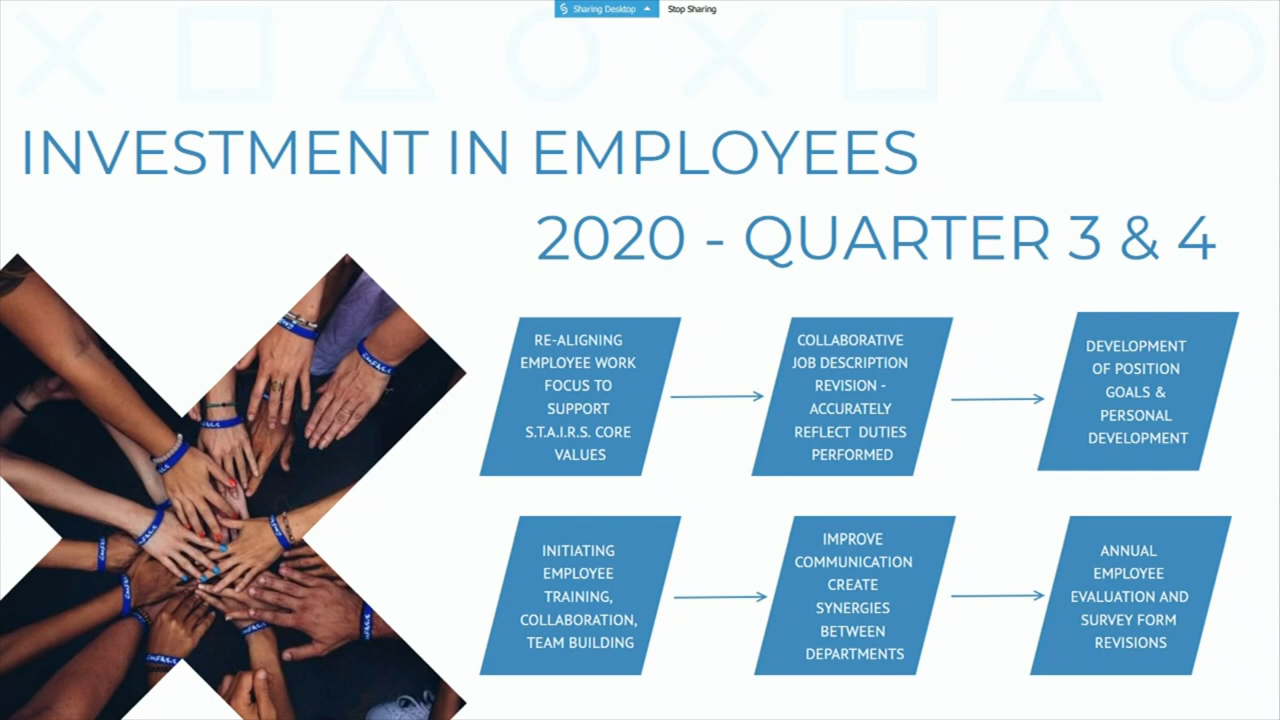 Sharing Desktop Stop Sharing
INVESTMENT IN EMPLOYEES
2020 - QUARTER 3 & 4
RE-ALIGNING
EMPLOYEE WORK
FOCUS TO
SUPPORT
S.T.A.I.R.S. CORE
VALUES
COLLABORATIVE
JOB DESCRIPTION
REVISION -
ACCURATELY
REFLECT DUTIES
PERFORMED
DEVELOPMENT
OF POSITION
GOALS &
PERSONAL
DEVELOPMENT
INITIATING
EMPLOYEE
TRAINING,
COLLABORATION,
TEAM BUILDING
IMPROVE
COMMUNICATION
CREATE
SYNERGIES
BETWEEN
DEPARTMENTS
ANNUAL
EMPLOYEE
EVALUATION AND
SURVEY FORM
REVISIONS